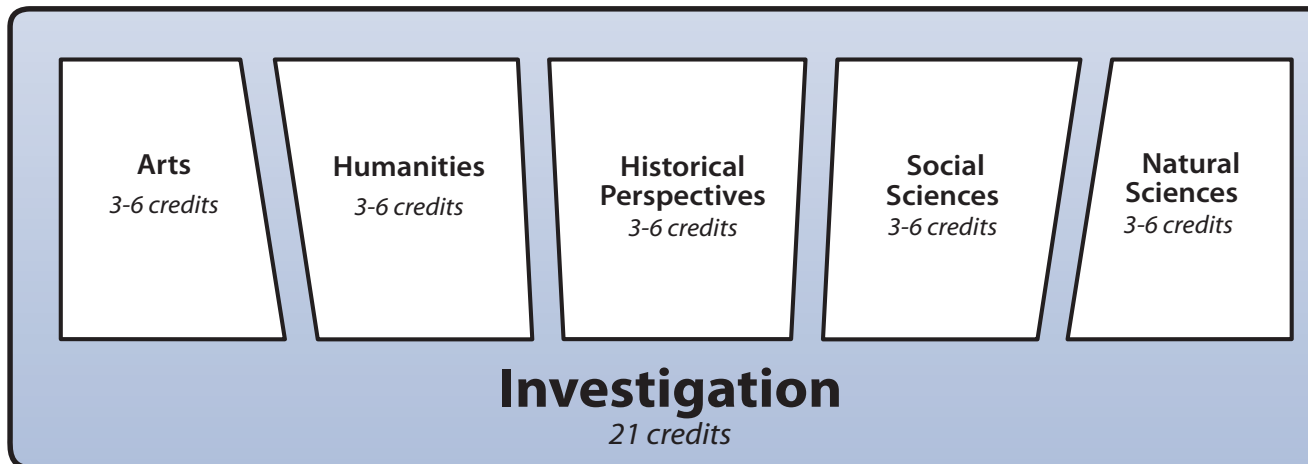 Arts
3-6 credits
Humanities
3-6 credits
Historical
Perspectives
3-6 credits
Social
Sciences
3-6 credits
Natural
Sciences
3-6 credits
Investigation
21 credits